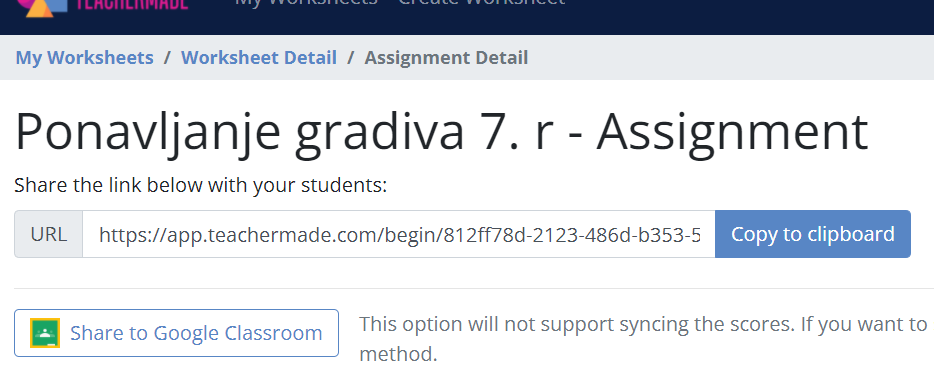 TEACHERMADE My Worksheets Create Worksheet
My Worksheets / Worksheet Detail / Assignment Detail
Ponavljanje gradiva 7. r - Assignment
Share the link below with your students:
URL https://app.teachermade.com/begin/812ff78d-2123-486d-b353-5 Copy to clipboard
Share to Google Classroom This option will not support syncing the scores. If you want to
method.